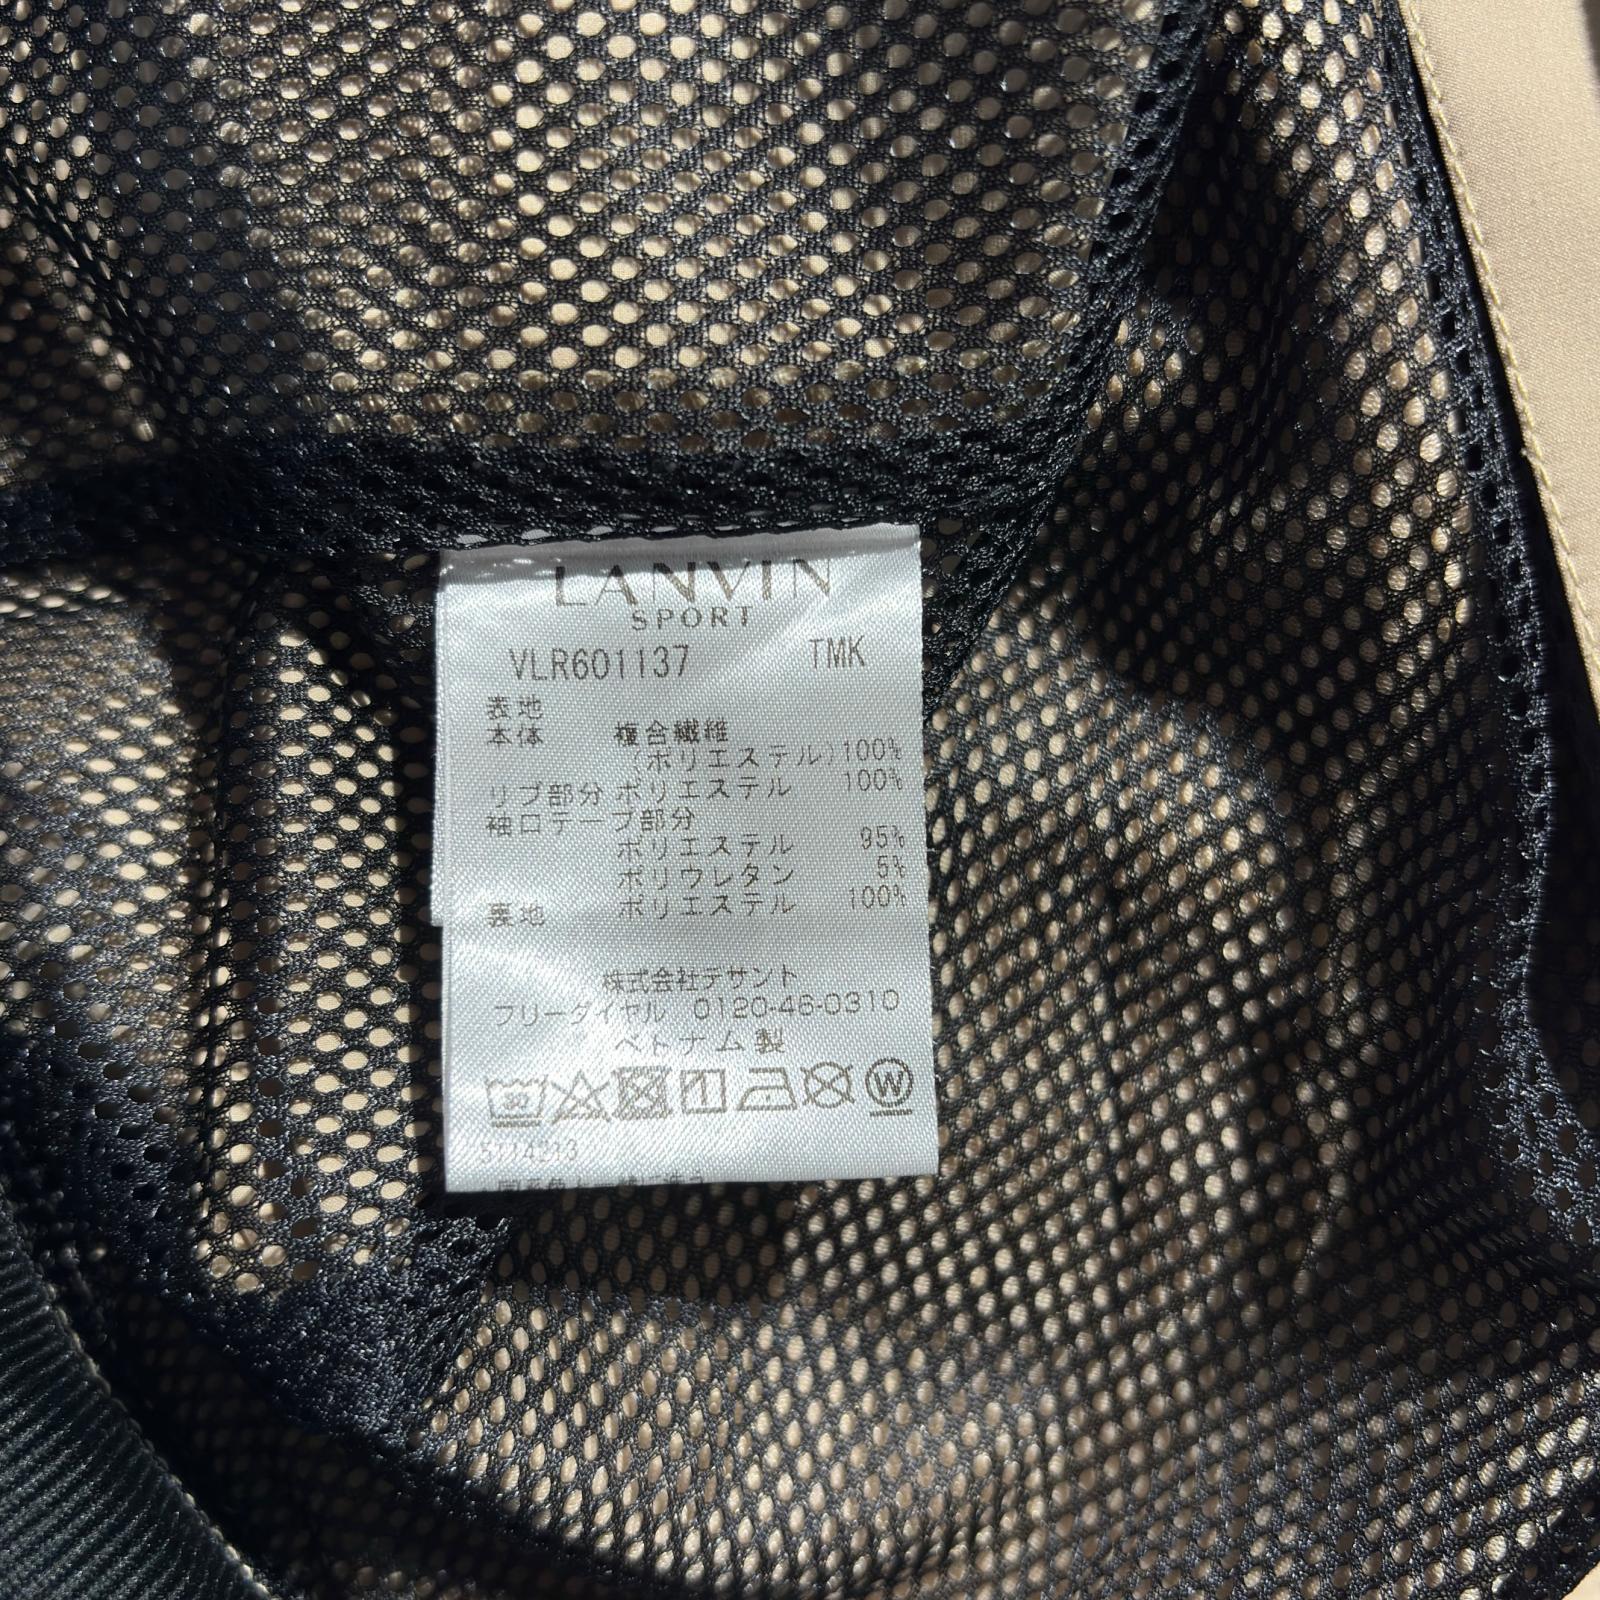 LANVIN
SPORT
VLR601137 TMK
表地
本体 複合繊維
(ポリエステル)100%
リブ部分 ポリエステル 100%
袖口テープ部分
ポリエステル 95%
ポリウレタン 5%
裏地 ポリエステル 100%
株式会社デサント
フリーダイヤル 0120-46-0310
ベトナム製
30 W
5114213